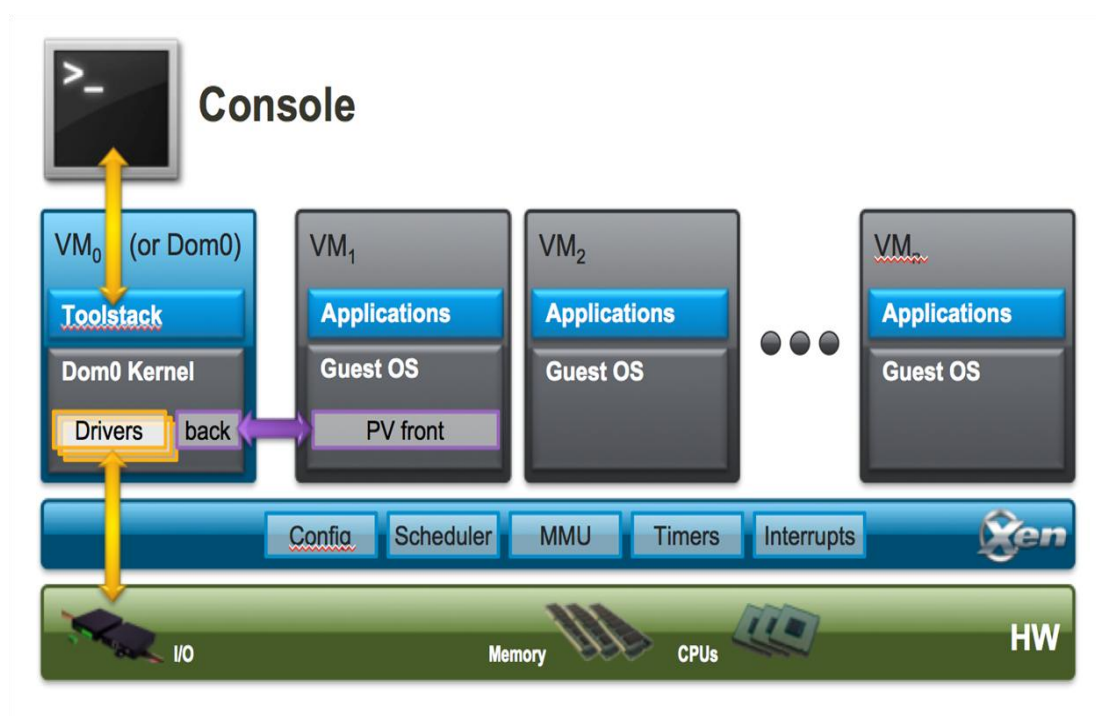 >_
Console
VM0 (or Dom0)
VM1
VM2
VMn
Toolstack
Applications
Applications
Applications
Dom0 Kernel
Guest OS
Guest OS
Guest OS
Drivers
back
PV front
Config
Scheduler
MMU
Timers
Interrupts
Xen
I/O
Memory
CPUs
HW